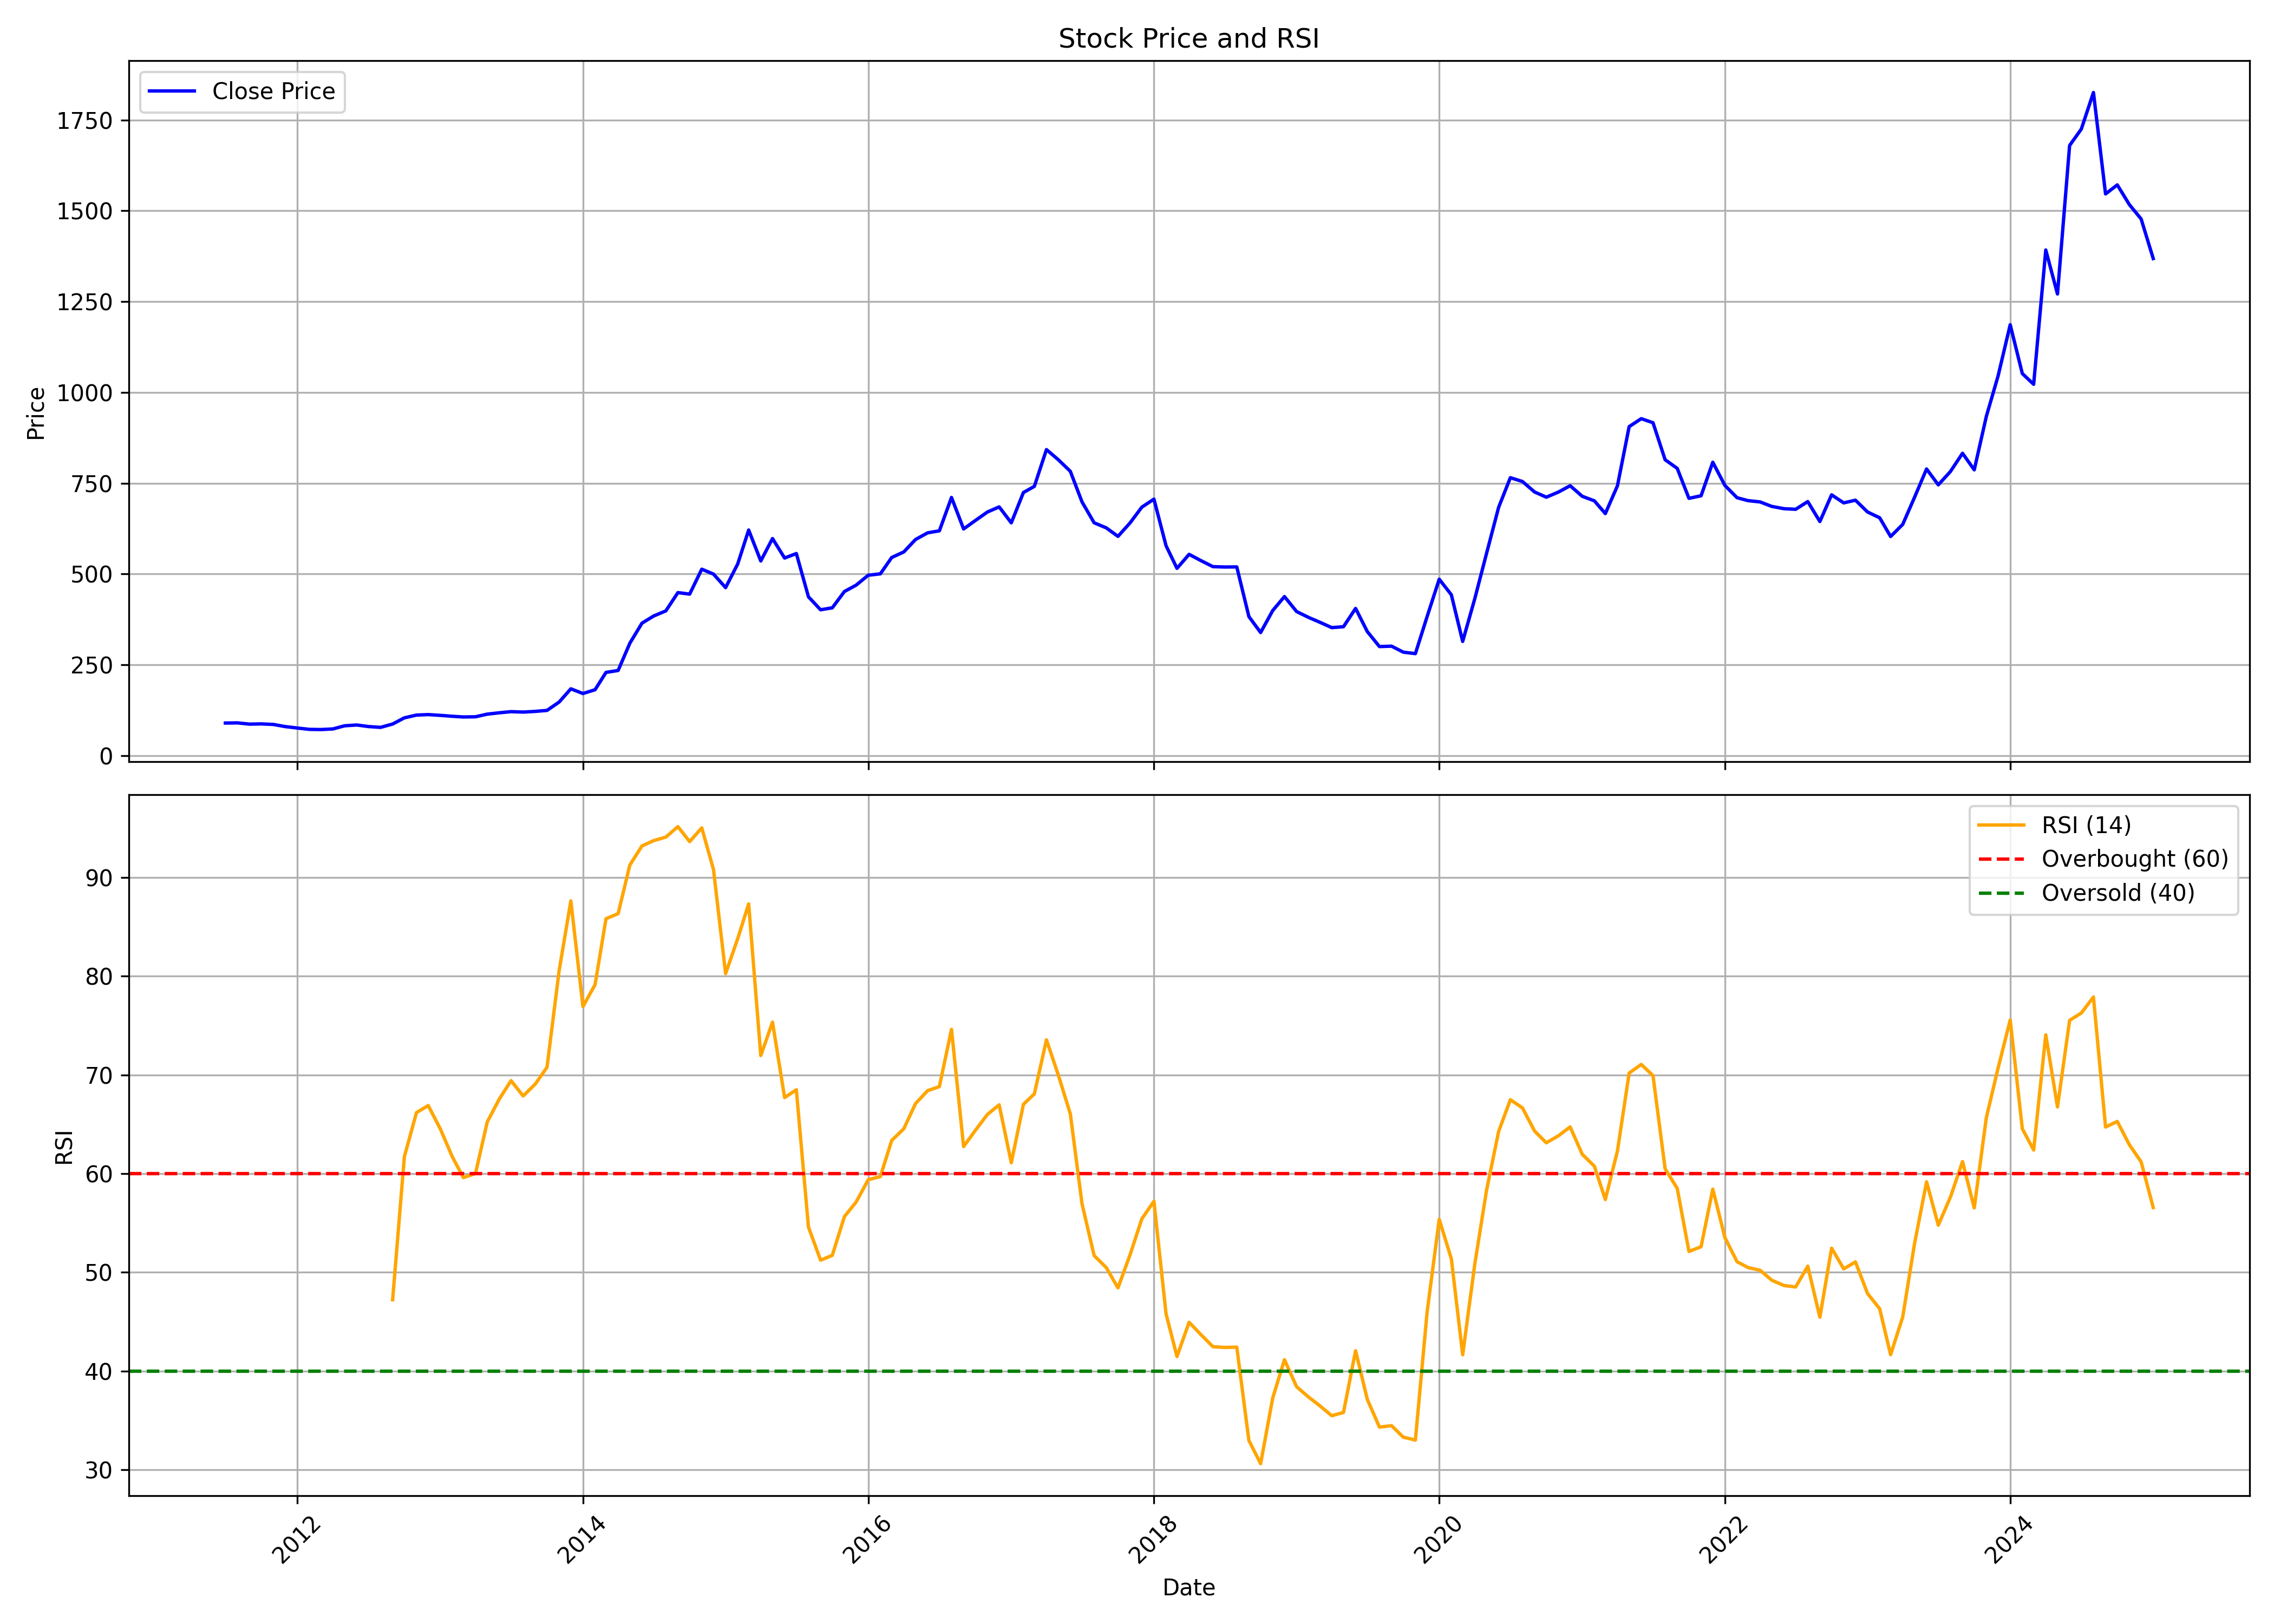 Stock Price and RSI
Close Price
1750
1500
1250
1000
750
500
250
0
Price
RSI (14)
Overbought (60)
Oversold (40)
90
80
70
60
50
40
30
RSI
2012
2014
2016
2018
2020
2022
2024
Date